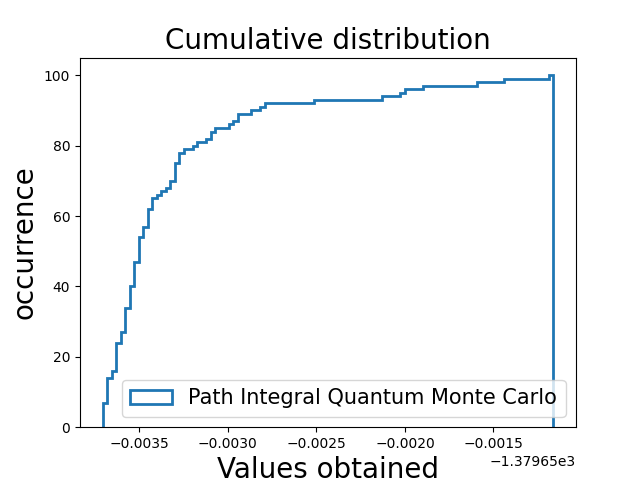 Cumulative distribution
occurrence
100
80
60
40
20
0
Path Integral Quantum Monte Carlo
−0.0035 −0.0030 −0.0025 −0.0020 −0.0015
−1.37965e3
Values obtained